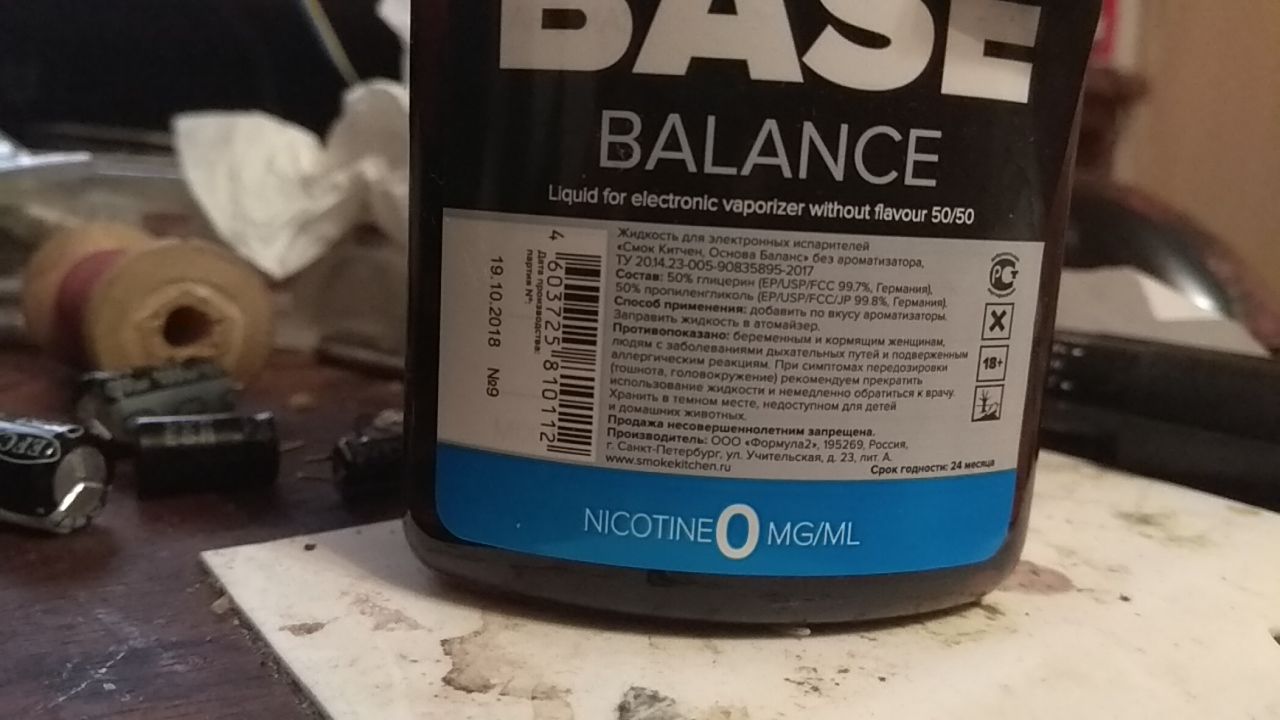 BASE
BALANCE
Liquid for electronic vaporizer without flavour 50/50
Жидкость для электронных испарителей
«Смок Китчен, Основа Баланс» без ароматизатора,
ТУ 20.14.23-005-90835895-2017
Состав: 50% глицерин (EP/USP/FCC 99.7%, Германия),
50% пропиленгликоль (EP/USP/FCC/JP 99.8%, Германия).
Способ применения: добавить по вкусу ароматизаторы.
Заправить жидкость в атомайзер.
Противопоказано: беременным и кормящим женщинам,
людям с заболеваниями дыхательных путей и подверженным
аллергическим реакциям. При симптомах передозировки
(тошнота, головокружение) рекомендуем прекратить
использование жидкости и немедленно обратиться к врачу.
Хранить в темном месте, недоступном для детей
и домашних животных.
Продажа несовершеннолетним запрещена.
Производитель: ООО «Формула2», 195269, Россия,
г. Санкт-Петербург, ул. Учительская, д. 23, лит. А.
www.smokekitchen.ru
Срок годности: 24 месяца
РСТ
18+
4 603725 810112
Дата производства:
партия №:
19.10.2018 №9
NICOTINE 0 MG/ML
EFC